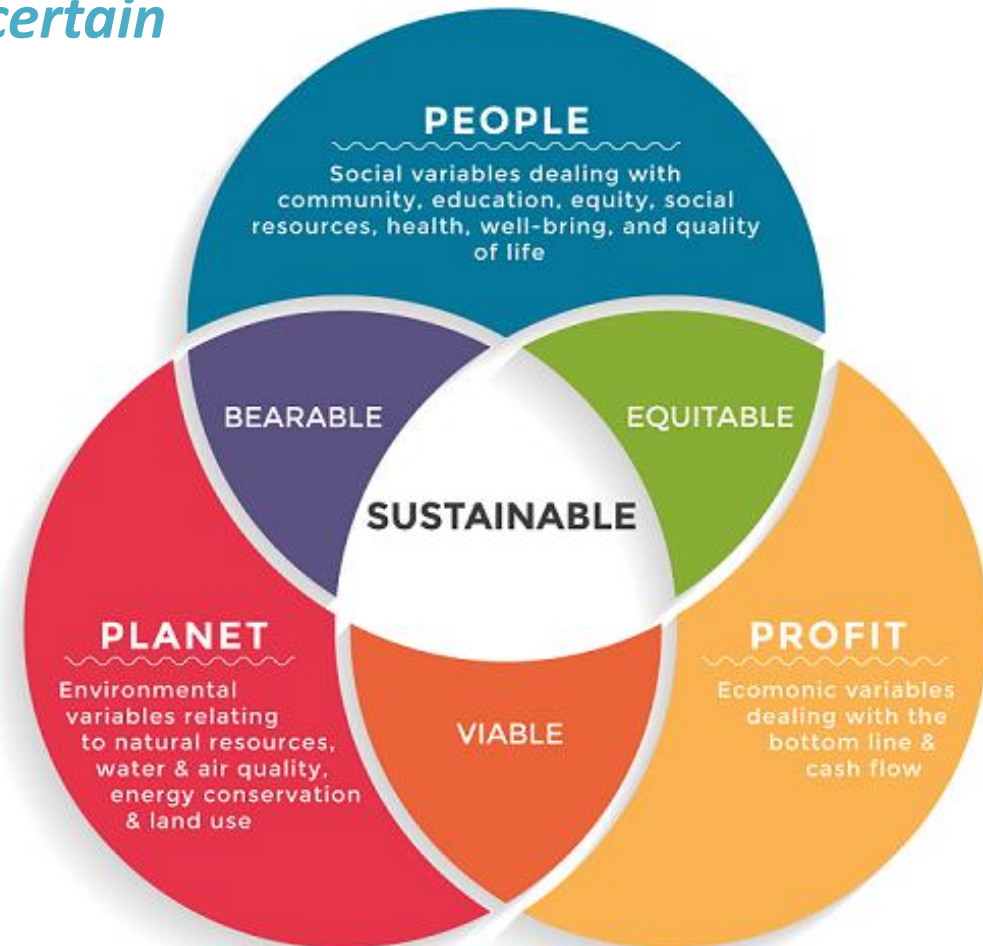 certain
PEOPLE
Social variables dealing with
community, education, equity, social
resources, health, well-bring, and quality
of life
BEARABLE
EQUITABLE
SUSTAINABLE
PLANET
Environmental
variables relating
to natural resources,
water & air quality,
energy conservation
& land use
PROFIT
Ecomonic variables
dealing with the
bottom line &
cash flow
VIABLE